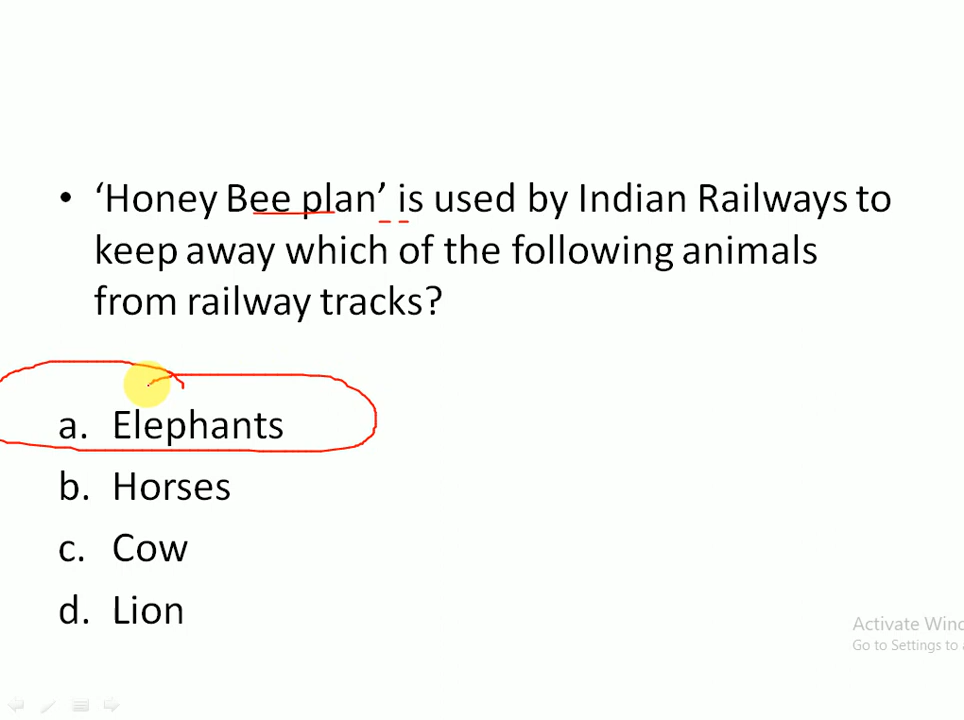 • ‘Honey Bee plan’ is used by Indian Railways to
keep away which of the following animals
from railway tracks?
a. Elephants
b. Horses
c. Cow
d. Lion
Activate Winc
Go to Settings to